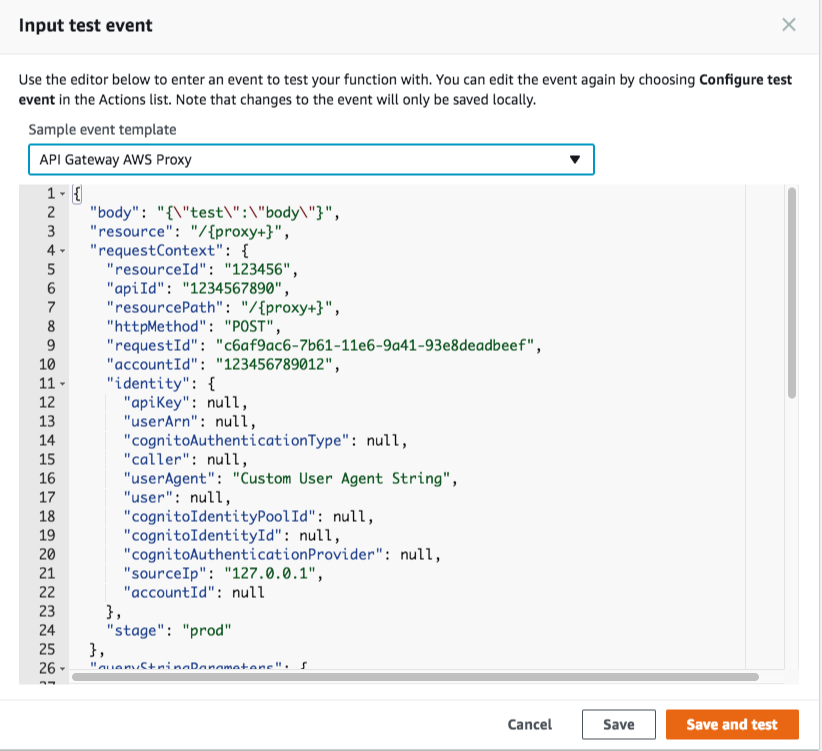 Input test event
Use the editor below to enter an event to test your function with. You can edit the event again by choosing Configure test
event in the Actions list. Note that changes to the event will only be saved locally.
Sample event template
API Gateway AWS Proxy
1 {
2 "body": "{\"test\":\"body\"}",
3 "resource": "/{proxy+}",
4 "requestContext": {
5 "resourceId": "123456",
6 "apiId": "1234567890",
7 "resourcePath": "/{proxy+}",
8 "httpMethod": "POST",
9 "requestId": "c6af9ac6-7b61-11e6-9a41-93e8deadbeef",
10 "accountId": "123456789012",
11 "identity": {
12 "apiKey": null,
13 "userArn": null,
14 "cognitoAuthenticationType": null,
15 "caller": null,
16 "userAgent": "Custom User Agent String",
17 "user": null,
18 "cognitoIdentityPoolId": null,
19 "cognitoIdentityId": null,
20 "cognitoAuthenticationProvider": null,
21 "sourceIp": "127.0.0.1",
22 "accountId": null
23 },
24 "stage": "prod"
25 },
26 "queryStringParameters": {
Cancel Save Save and test